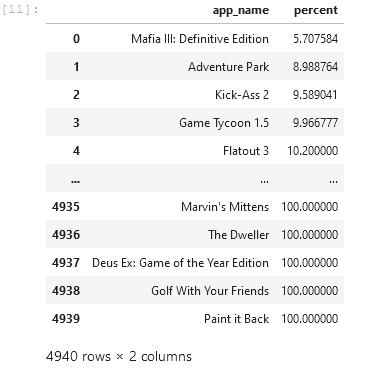 [11]:
app_name percent
0 Mafia III: Definitive Edition 5.707584
1 Adventure Park 8.988764
2 Kick-Ass 2 9.589041
3 Game Tycoon 1.5 9.966777
4 Flatout 3 10.200000
... ... ...
4935 Marvin's Mittens 100.000000
4936 The Dweller 100.000000
4937 Deus Ex: Game of the Year Edition 100.000000
4938 Golf With Your Friends 100.000000
4939 Paint it Back 100.000000
4940 rows × 2 columns